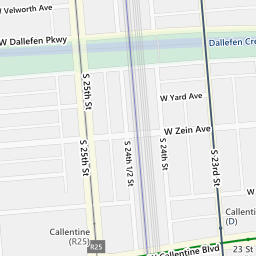 W Velworth Ave
W Dallefen Pkwy
Dallefen Cre
S 25th St
W Yard Ave
W Zein Ave
S 25th St
S 24th 1/2 St
S 24th St
S 23rd St
Callentine
(R25)
Callentine
(D)
R25
W Callentine Blvd
23 St